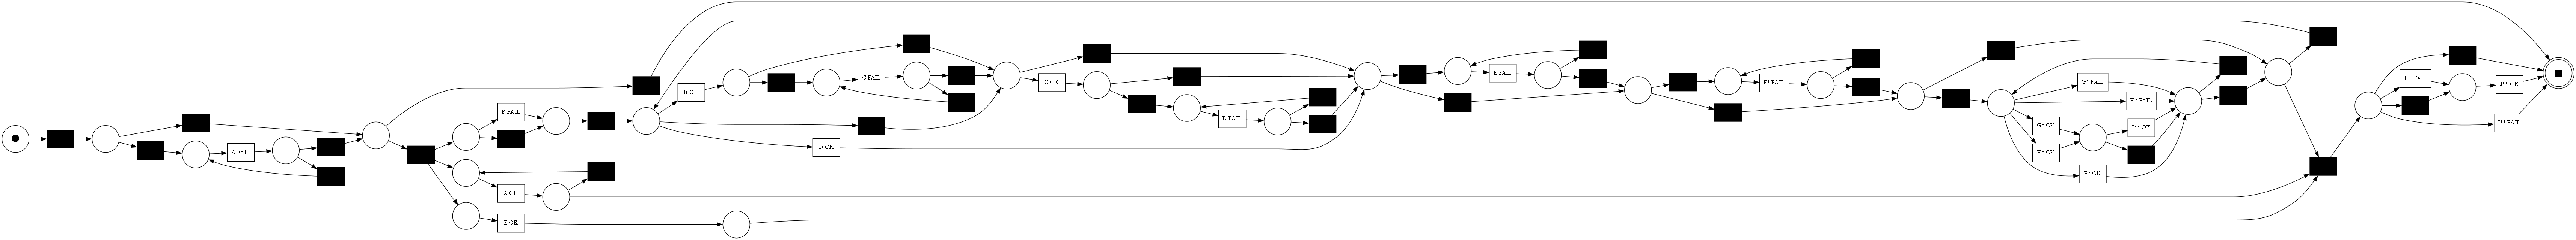 A FAIL
B FAIL
A OK
E OK
B OK
D OK
C FAIL
C OK
D FAIL
E FAIL
F* FAIL
G* FAIL
H* FAIL
G* OK
H* OK
F* OK
I** OK
J** FAIL
J** OK
I** FAIL